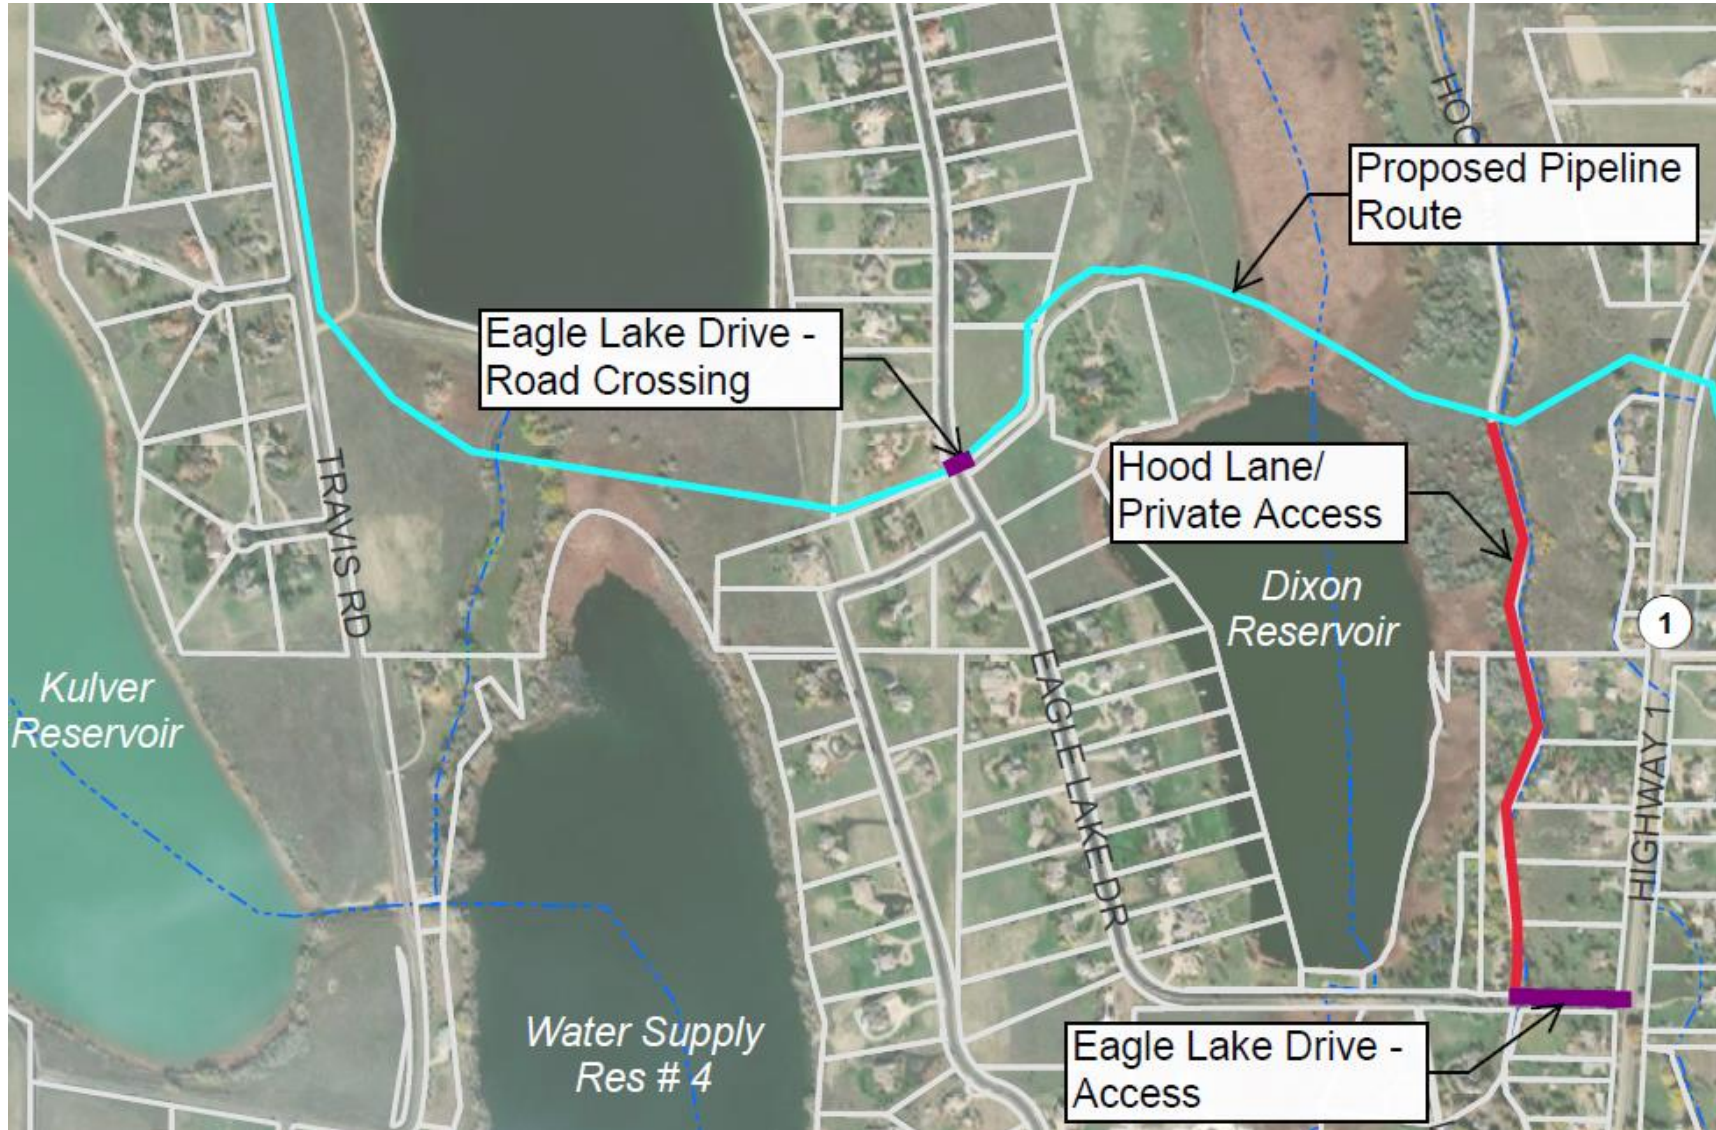 HOO
Proposed Pipeline
Route
Eagle Lake Drive -
Road Crossing
Hood Lane/
Private Access
TRAVIS RD
Dixon
Reservoir
1
Kulver
Reservoir
EAGLE LAKE DR
HIGHWAY 1
Water Supply
Res # 4
Eagle Lake Drive -
Access